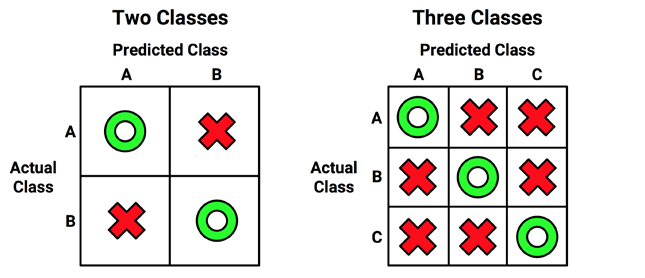 Two Classes
Predicted Class
A B
A
Actual
Class
B
Three Classes
Predicted Class
A B C
A
Actual
Class
B
C